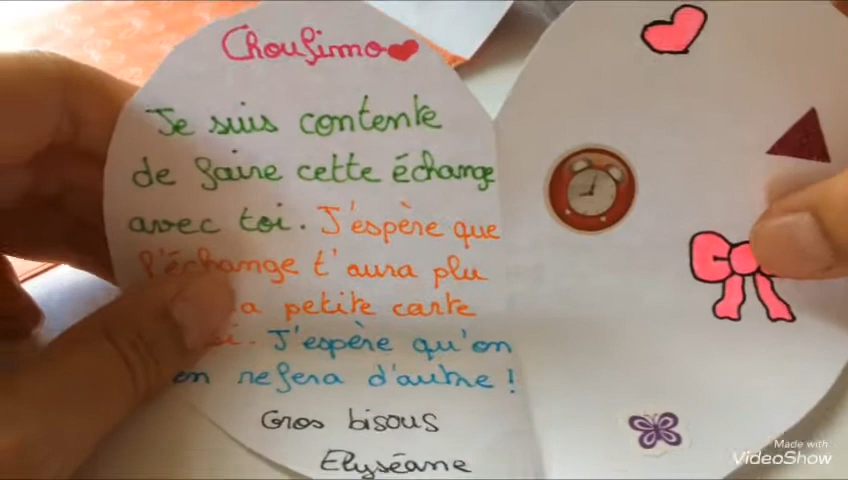 Choufimo
Je suis contente
de faire cette échange
avec toi. J'espère que
l'échange t'aura plu
a petite carte
si. J'espère qu'on
en refera d'autre !
Gros bisous
Elyséane
Made with
VideoShow